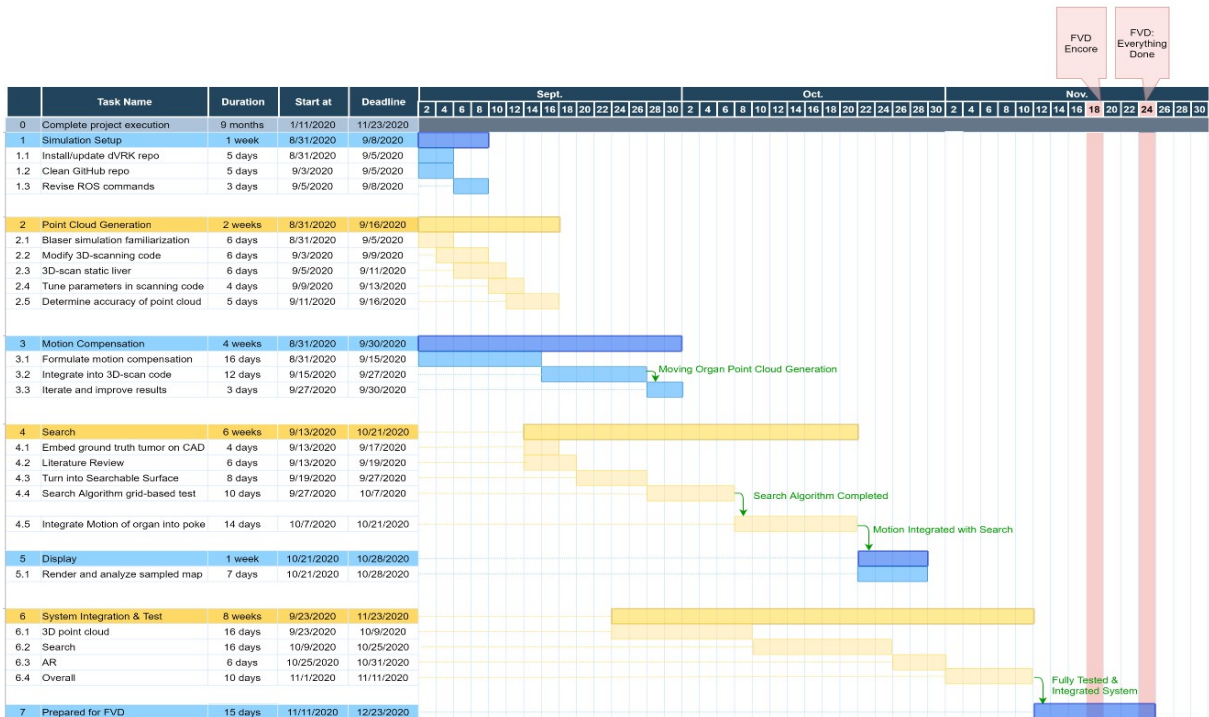 FVD
Encore
FVD:
Everything
Done
Task Name Duration Start at Deadline Sept. Oct. Nov.
2 4 6 8 10 12 14 16 18 20 22 24 26 28 30 2 4 6 8 10 12 14 16 18 20 22 24 26 28 30 2 4 6 8 10 12 14 16 18 20 22 24 26 28 30
0 Complete project execution 9 months 1/11/2020 11/23/2020
1 Simulation Setup 1 week 8/31/2020 9/8/2020
1.1 Install/update dVRK repo 5 days 8/31/2020 9/5/2020
1.2 Clean GitHub repo 5 days 9/3/2020 9/5/2020
1.3 Revise ROS commands 3 days 9/5/2020 9/8/2020
2 Point Cloud Generation 2 weeks 8/31/2020 9/16/2020
2.1 Blaser simulation familiarization 6 days 8/31/2020 9/5/2020
2.2 Modify 3D-scanning code 6 days 9/3/2020 9/9/2020
2.3 3D-scan static liver 6 days 9/5/2020 9/11/2020
2.4 Tune parameters in scanning code 4 days 9/9/2020 9/13/2020
2.5 Determine accuracy of point cloud 5 days 9/11/2020 9/16/2020
3 Motion Compensation 4 weeks 8/31/2020 9/30/2020
3.1 Formulate motion compensation 16 days 8/31/2020 9/15/2020
3.2 Integrate into 3D-scan code 12 days 9/15/2020 9/27/2020 Moving Organ Point Cloud Generation
3.3 Iterate and improve results 3 days 9/27/2020 9/30/2020
4 Search 6 weeks 9/13/2020 10/21/2020
4.1 Embed ground truth tumor on CAD 4 days 9/13/2020 9/17/2020
4.2 Literature Review 6 days 9/13/2020 9/19/2020
4.3 Turn into Searchable Surface 8 days 9/19/2020 9/27/2020
4.4 Search Algorithm grid-based test 10 days 9/27/2020 10/7/2020 Search Algorithm Completed
4.5 Integrate Motion of organ into poke 14 days 10/7/2020 10/21/2020 Motion Integrated with Search
5 Display 1 week 10/21/2020 10/28/2020
5.1 Render and analyze sampled map 7 days 10/21/2020 10/28/2020
6 System Integration & Test 8 weeks 9/23/2020 11/23/2020
6.1 3D point cloud 16 days 9/23/2020 10/9/2020
6.2 Search 16 days 10/9/2020 10/25/2020
6.3 AR 6 days 10/25/2020 10/31/2020
6.4 Overall 10 days 11/1/2020 11/11/2020 Fully Tested &
Integrated System
7 Prepared for FVD 15 days 11/11/2020 12/23/2020